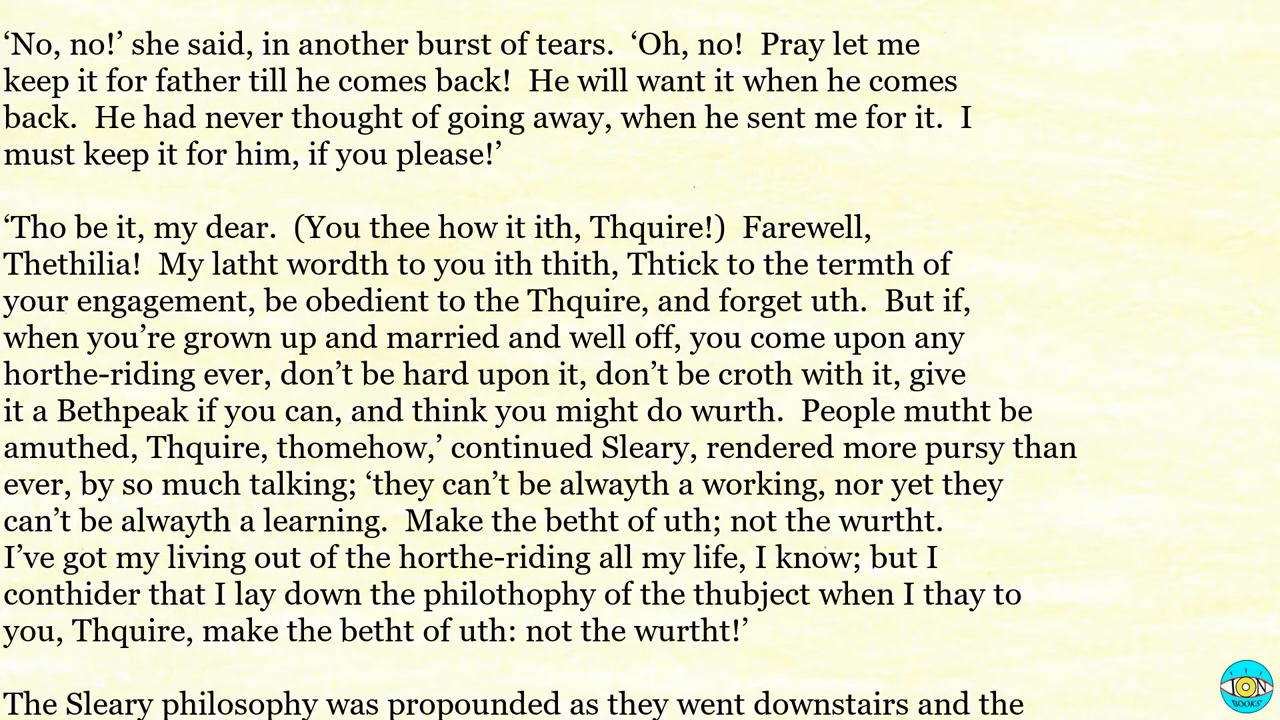 ‘No, no!’ she said, in another burst of tears.  ‘Oh, no!  Pray let me
keep it for father till he comes back!  He will want it when he comes
back.  He had never thought of going away, when he sent me for it.  I
must keep it for him, if you please!’
‘Tho be it, my dear.  (You thee how it ith, Thquire!)  Farewell,
Thethilia!  My latht wordth to you ith thith, Thtick to the termth of
your engagement, be obedient to the Thquire, and forget uth.  But if,
when you’re grown up and married and well off, you come upon any
horthe-riding ever, don’t be hard upon it, don’t be croth with it, give
it a Bethpeak if you can, and think you might do wurth.  People mutht be
amuthed, Thquire, thomehow,’ continued Sleary, rendered more pursy than
ever, by so much talking; ‘they can’t be alwayth a working, nor yet they
can’t be alwayth a learning.  Make the betht of uth; not the wurtht.
I’ve got my living out of the horthe-riding all my life, I know; but I
conthider that I lay down the philothophy of the thubject when I thay to
you, Thquire, make the betht of uth: not the wurtht!’
The Sleary philosophy was propounded as they went downstairs and the
ION
BOOKS